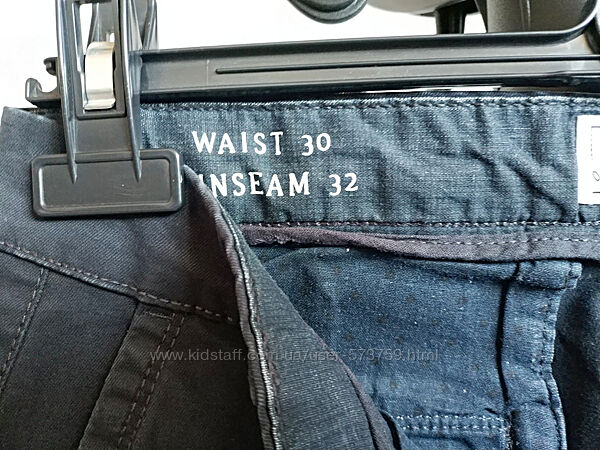 WAIST 30
INSEAM 32
www.kidstaff.com.ua/user-573759.html